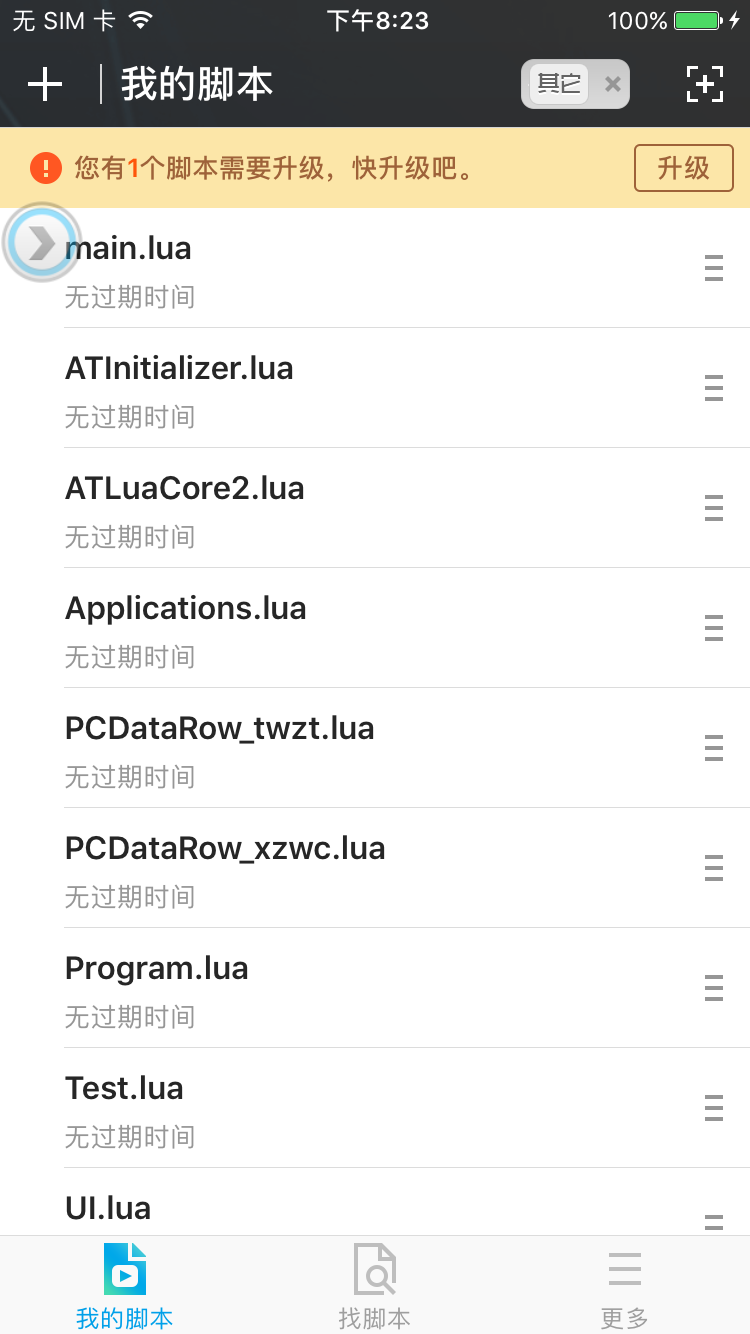 无 SIM 卡 下午8:23 100%
我的脚本 其它
您有1个脚本需要升级，快升级吧。 升级
main.lua
无过期时间
ATInitializer.lua
无过期时间
ATLuaCore2.lua
无过期时间
Applications.lua
无过期时间
PCDataRow_twzt.lua
无过期时间
PCDataRow_xzwc.lua
无过期时间
Program.lua
无过期时间
Test.lua
无过期时间
UI.lua
我的脚本 找脚本 更多